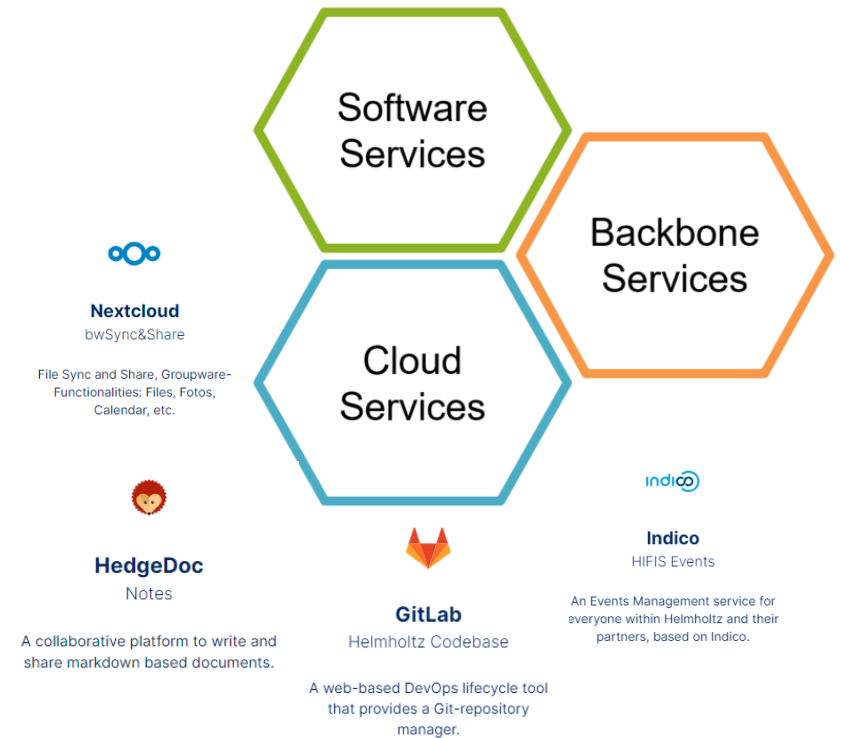 Software
Services
Backbone
Services
Cloud
Services
Nextcloud
bwSync&Share
File Sync and Share, Groupware-
Functionalities: Files, Fotos,
Calendar, etc.
HedgeDoc
Notes
A collaborative platform to write and
share markdown based documents.
GitLab
Helmholtz Codebase
A web-based DevOps lifecycle tool
that provides a Git-repository
manager.
indico
Indico
HIFIS Events
An Events Management service for
everyone within Helmholtz and their
partners, based on Indico.